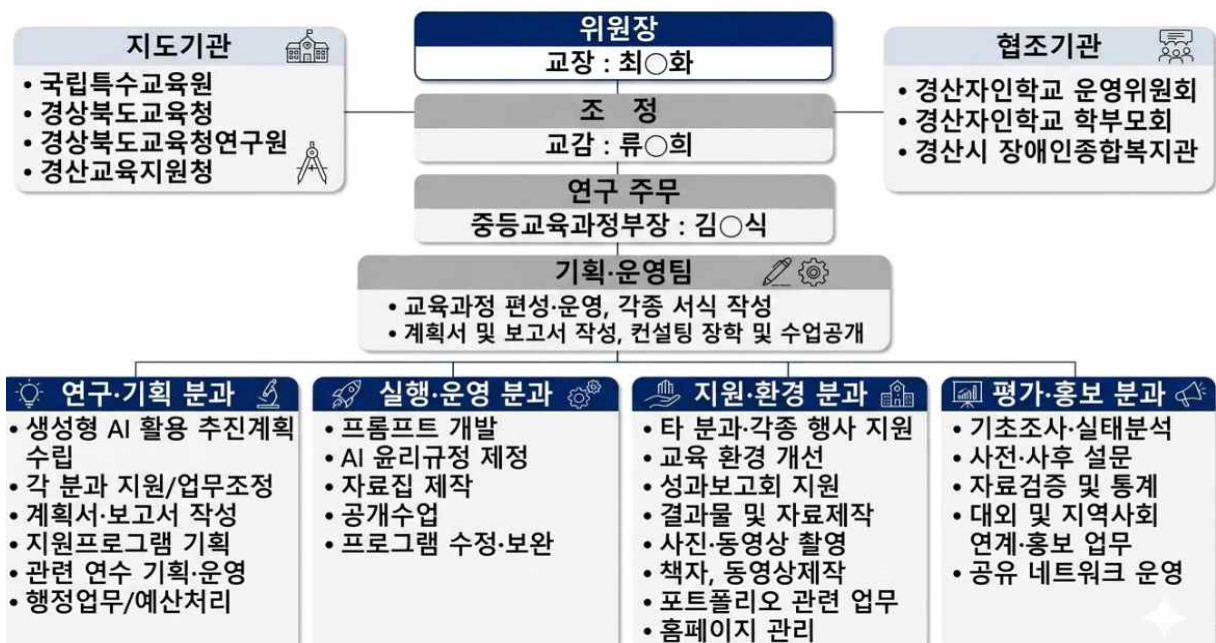 지도기관
• 국립특수교육원
• 경상북도교육청
• 경상북도교육청연구원
• 경산교육지원청
위원장
교장 : 최○화
조 정
교감 : 류○희
연구 주무
중등교육과정부장 : 김○식
협조기관
• 경산자인학교 운영위원회
• 경산자인학교 학부모회
• 경산시 장애인종합복지관
기획·운영팀
• 교육과정 편성·운영, 각종 서식 작성
• 계획서 및 보고서 작성, 컨설팅 장학 및 수업공개
연구·기획 분과
• 생성형 AI 활용 추진계획
수립
• 각 분과 지원/업무조정
• 계획서·보고서 작성
• 지원프로그램 기획
• 관련 연수 기획·운영
• 행정업무/예산처리
실행·운영 분과
• 프롬프트 개발
• AI 윤리규정 제정
• 자료집 제작
• 공개수업
• 프로그램 수정·보완
지원·환경 분과
• 타 분과·각종 행사 지원
• 교육 환경 개선
• 성과보고회 지원
• 결과물 및 자료제작
• 사진·동영상 촬영
• 책자, 동영상제작
• 포트폴리오 관련 업무
• 홈페이지 관리
평가·홍보 분과
• 기초조사·실태분석
• 사전·사후 설문
• 자료검증 및 통계
• 대외 및 지역사회
연계·홍보 업무
• 공유 네트워크 운영